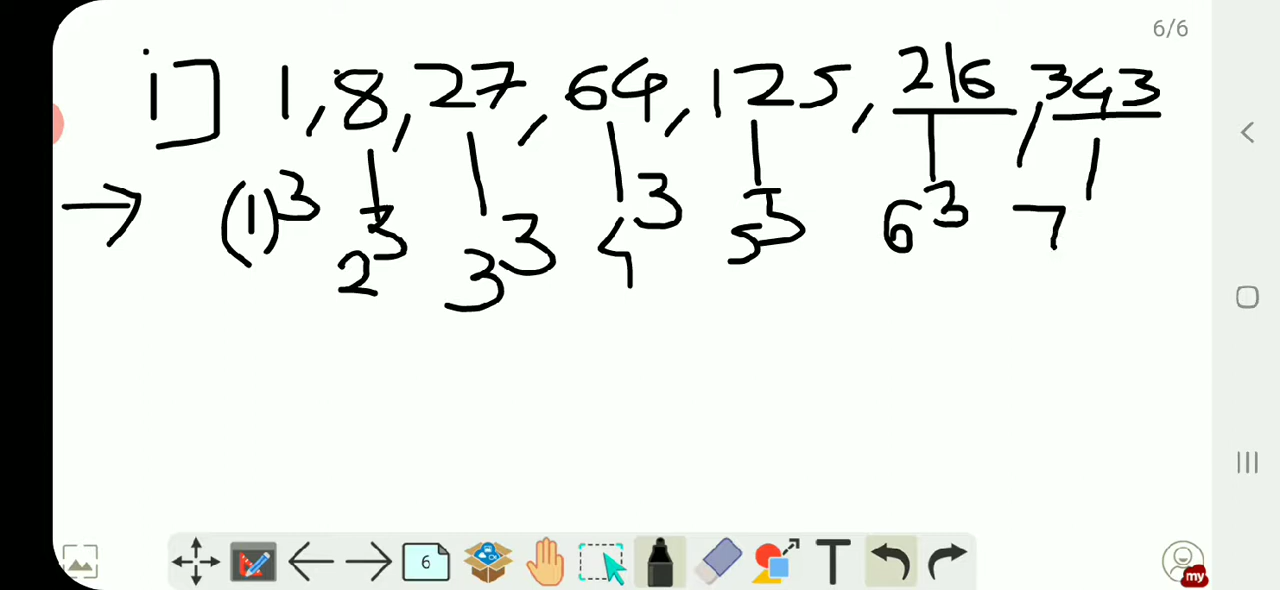 6/6
i] 1, 8, 27, 64, 125, 216, 343
→ (1)³ 2³ 3³ 4³ 5³ 6³ 7
6 T
my